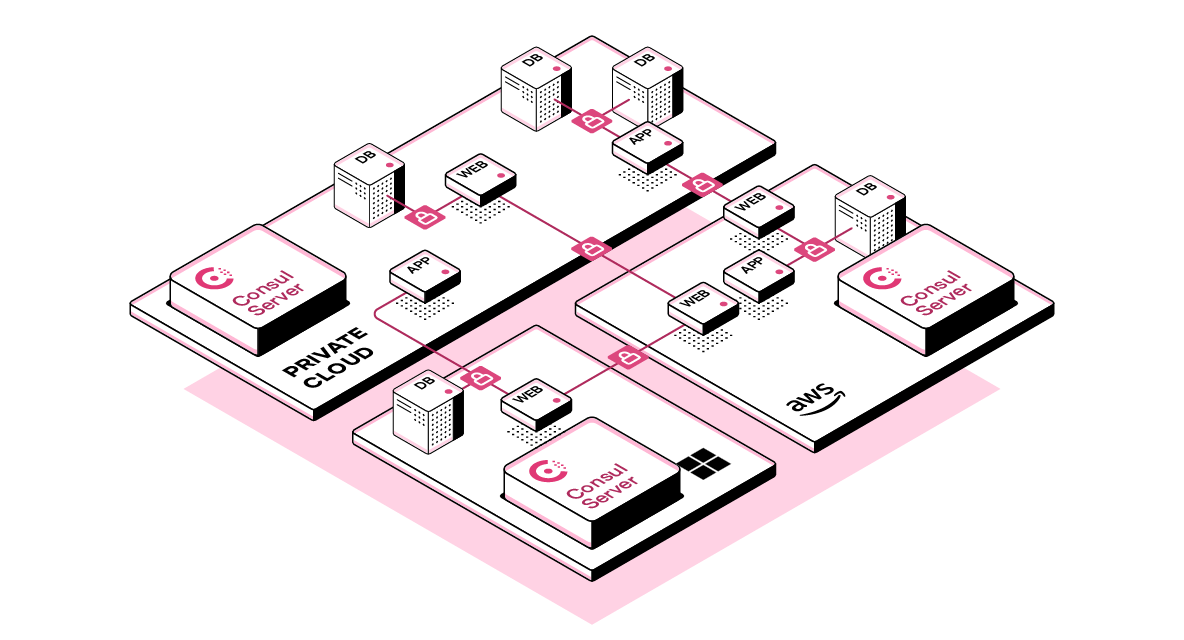 DB
DB
APP
DB
WEB
APP
Consul
Server
PRIVATE
CLOUD
WEB
DB
APP
WEB
Consul
Server
aws
DB
WEB
Consul
Server